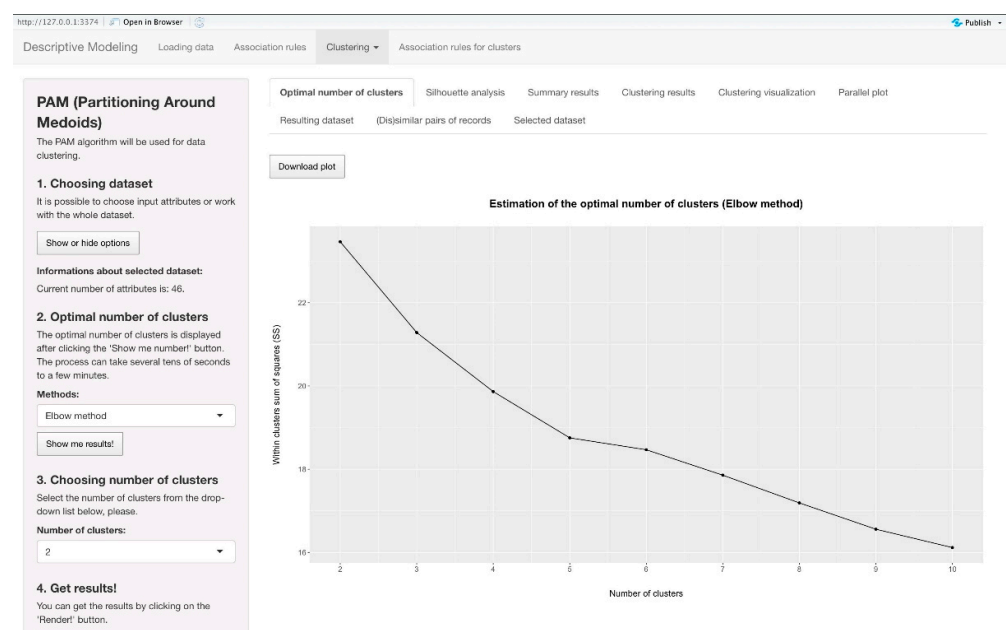 http://127.0.0.1:3374 Open in Browser Publish
Descriptive Modeling Loading data Association rules Clustering Association rules for clusters
PAM (Partitioning Around
Medoids)
The PAM algorithm will be used for data
clustering.
1. Choosing dataset
It is possible to choose input attributes or work
with the whole dataset.
Show or hide options
Informations about selected dataset:
Current number of attributes is: 46.
2. Optimal number of clusters
The optimal number of clusters is displayed
after clicking the 'Show me number!' button.
The process can take several tens of seconds
to a few minutes.
Methods:
Elbow method
Show me results!
3. Choosing number of clusters
Select the number of clusters from the drop-
down list below, please.
Number of clusters:
2
4. Get results!
You can get the results by clicking on the
'Render!' button.
Optimal number of clusters Silhouette analysis Summary results Clustering results Clustering visualization Parallel plot
Resulting dataset (Dis)similar pairs of records Selected dataset
Download plot
Estimation of the optimal number of clusters (Elbow method)
Within clusters sum of squares (SS)
22
20
18
16
2 3 4 5 6 7 8 9 10
Number of clusters